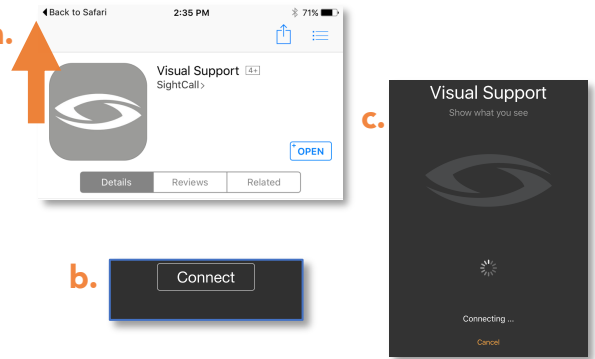 a.
Back to Safari 2:35 PM 71%
Visual Support 4+
SightCall>
+OPEN
Details Reviews Related
b.
Connect
c.
Visual Support
Show what you see
Connecting ...
Cancel